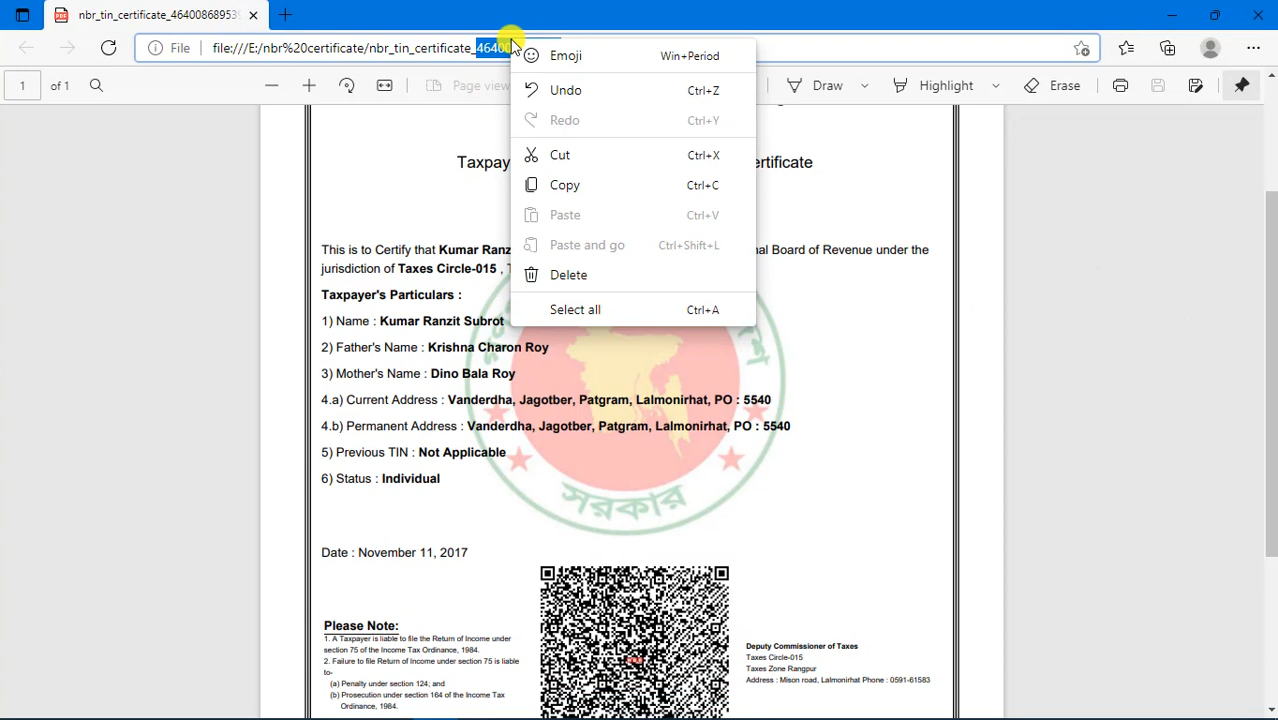 nbr_tin_certificate_46400868953
File
file:///E:/nbr%20certificate/nbr_tin_certificate_46400
1 of 1
Page view
Draw
Highlight
Erase
Emoji Win+Period
Undo Ctrl+Z
Redo Ctrl+Y
Cut Ctrl+X
Copy Ctrl+C
Paste Ctrl+V
Paste and go Ctrl+Shift+L
Delete
Select all Ctrl+A
This is to Certify that Kumar Ranz nal Board of Revenue under the
jurisdiction of Taxes Circle-015 ,
Taxpayer's Particulars :
1) Name : Kumar Ranzit Subrot
2) Father's Name : Krishna Charon Roy
3) Mother's Name : Dino Bala Roy
4.a) Current Address : Vanderdha, Jagotber, Patgram, Lalmonirhat, PO : 5540
4.b) Permanent Address : Vanderdha, Jagotber, Patgram, Lalmonirhat, PO : 5540
5) Previous TIN : Not Applicable
6) Status : Individual
সরকার
Date : November 11, 2017
Please Note:
1. A Taxpayer is liable to file the Return of Income under
section 75 of the Income Tax Ordinance, 1984.
2. Failure to file Return of Income under section 75 is liable
to-
(a) Penalty under section 124; and
(b) Prosecution under section 164 of the Income Tax
Ordinance, 1984.
Deputy Commissioner of Taxes
Taxes Circle-015
Taxes Zone Rangpur
Address : Mison road, Lalmonirhat Phone : 0591-61583